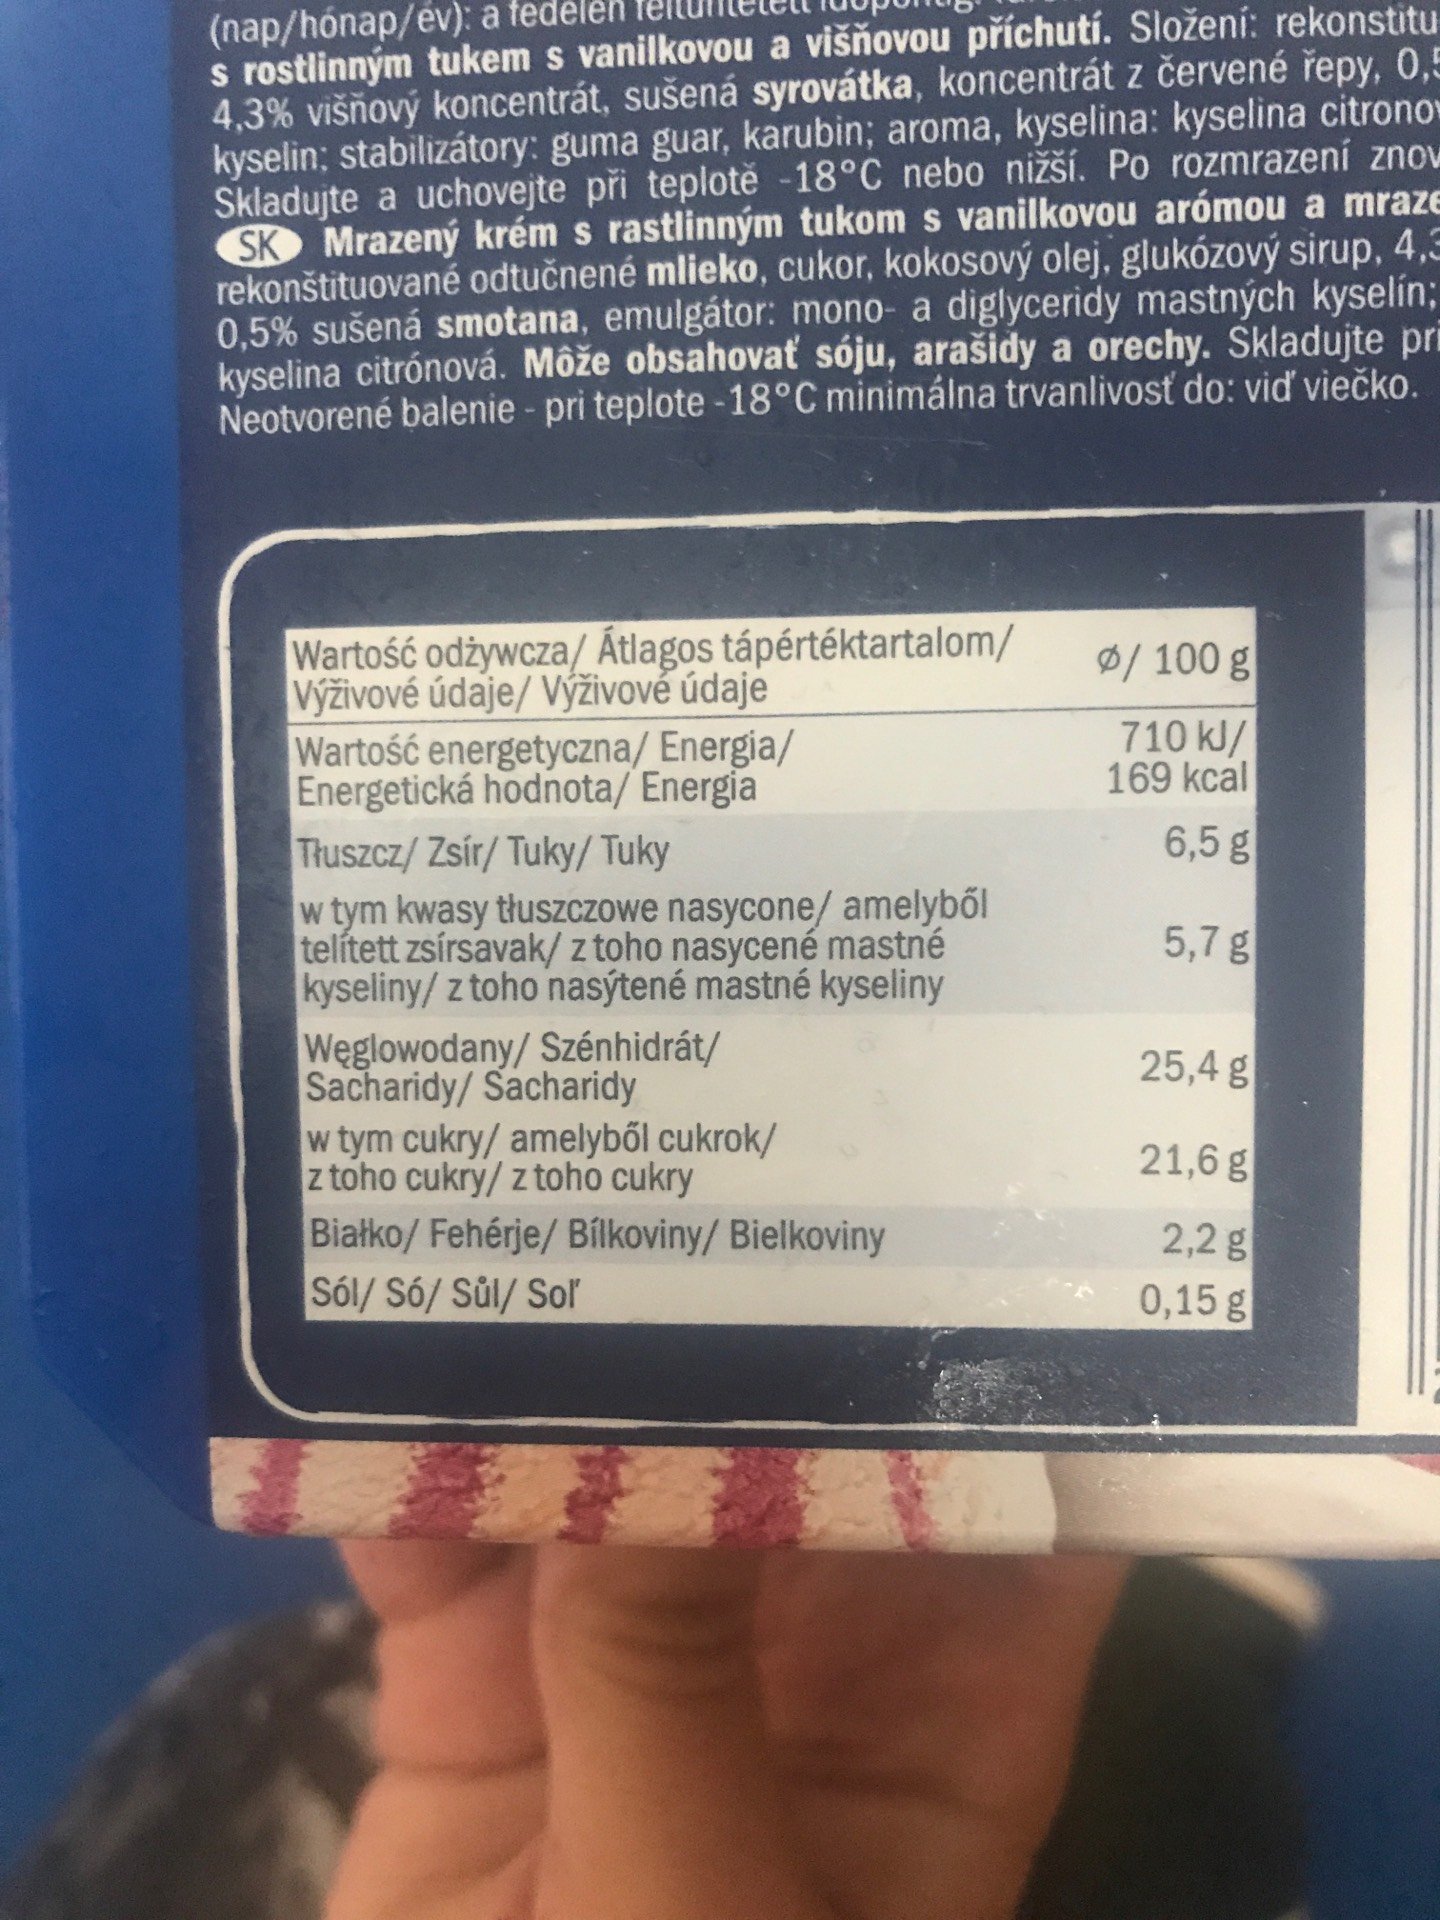 (nap/hónap/év): a fedelén feltüntetett
s rostlinným tukem s vanilkovou a višňovou příchutí. Složení: rekonstitu
4,3% višňový koncentrát, sušená syrovátka, koncentrát z červené řepy, 0,5
kyselin; stabilizátory: guma guar, karubin; aroma, kyselina: kyselina citrono
Skladujte a uchovejte při teplotě -18°C nebo nižší. Po rozmrazení znov
SK Mrazený krém s rastlinným tukom s vanilkovou arómou a mraze
rekonštituované odtučnené mlieko, cukor, kokosový olej, glukózový sirup, 4,3
0,5% sušená smotana, emulgátor: mono- a diglyceridy mastných kyselín;
kyselina citrónová. Môže obsahovať sóju, arašidy a orechy. Skladujte pri
Neotvorené balenie - pri teplote -18°C minimálna trvanlivosť do: viď viečko.
Wartość odżywcza/ Átlagos tápértéktartalom/
Výživové údaje/ Výživové údaje
ø/ 100 g
Wartość energetyczna/ Energia/
Energetická hodnota/ Energia
710 kJ/
169 kcal
Tłuszcz/ Zsír/ Tuky/ Tuky
6,5 g
w tym kwasy tłuszczowe nasycone/ amelyből
telített zsírsavak/ z toho nasycené mastné
kyseliny/ z toho nasýtené mastné kyseliny
5,7 g
Węglowodany/ Szénhidrát/
Sacharidy/ Sacharidy
25,4 g
w tym cukry/ amelyből cukrok/
z toho cukry/ z toho cukry
21,6 g
Białko/ Fehérje/ Bílkoviny/ Bielkoviny
2,2 g
Sól/ Só/ Sůl/ Soľ
0,15 g